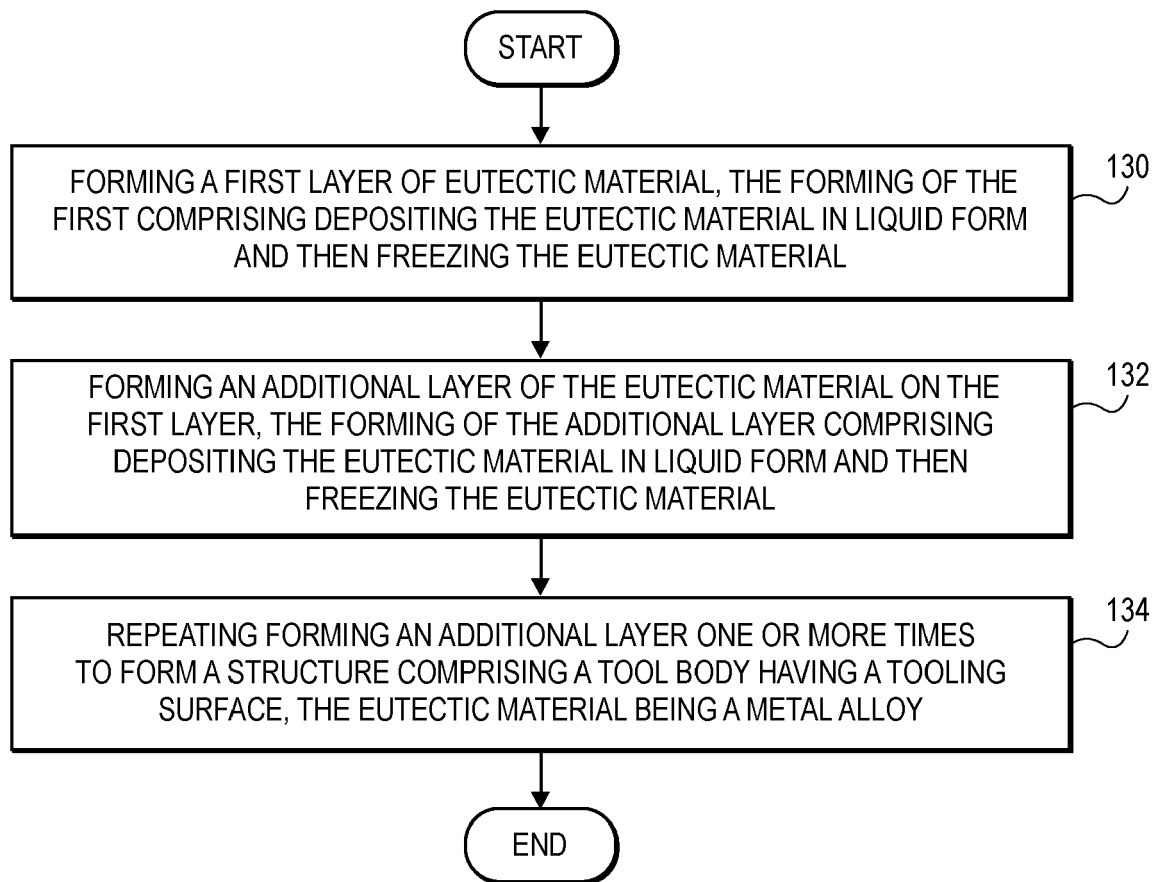 START
FORMING A FIRST LAYER OF EUTECTIC MATERIAL, THE FORMING OF THE
FIRST COMPRISING DEPOSITING THE EUTECTIC MATERIAL IN LIQUID FORM
AND THEN FREEZING THE EUTECTIC MATERIAL
130
FORMING AN ADDITIONAL LAYER OF THE EUTECTIC MATERIAL ON THE
FIRST LAYER, THE FORMING OF THE ADDITIONAL LAYER COMPRISING
DEPOSITING THE EUTECTIC MATERIAL IN LIQUID FORM AND THEN
FREEZING THE EUTECTIC MATERIAL
132
REPEATING FORMING AN ADDITIONAL LAYER ONE OR MORE TIMES
TO FORM A STRUCTURE COMPRISING A TOOL BODY HAVING A TOOLING
SURFACE, THE EUTECTIC MATERIAL BEING A METAL ALLOY
134
END